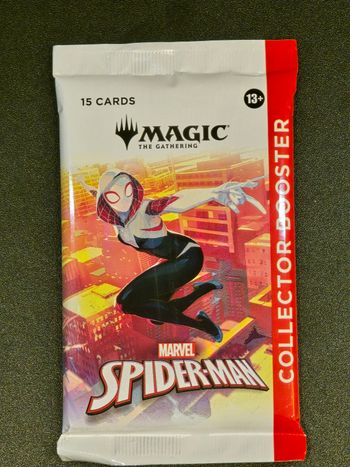 15 CARDS
13+
MAGIC
THE GATHERING
COLLECTOR BOOSTER
MARVEL
SPIDER-MAN